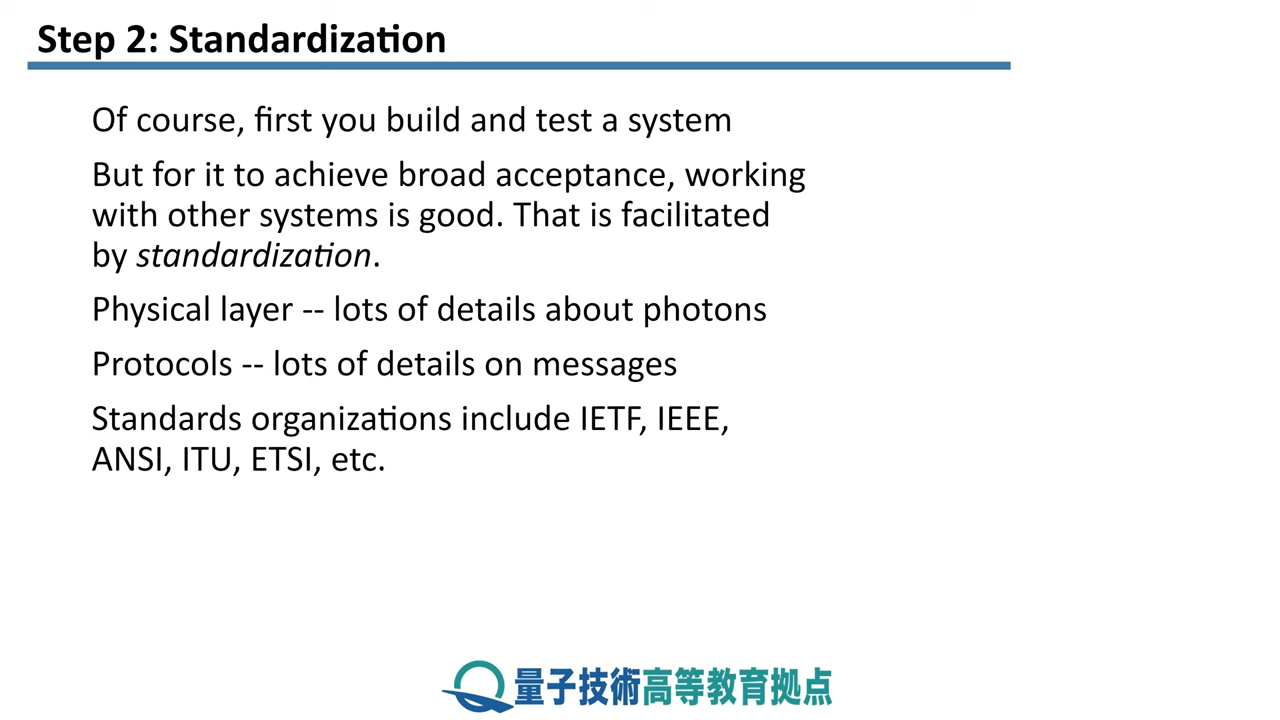 Step 2: Standardization
Of course, first you build and test a system
But for it to achieve broad acceptance, working
with other systems is good. That is facilitated
by standardization.
Physical layer -- lots of details about photons
Protocols -- lots of details on messages
Standards organizations include IETF, IEEE,
ANSI, ITU, ETSI, etc.
量子技術高等教育拠点